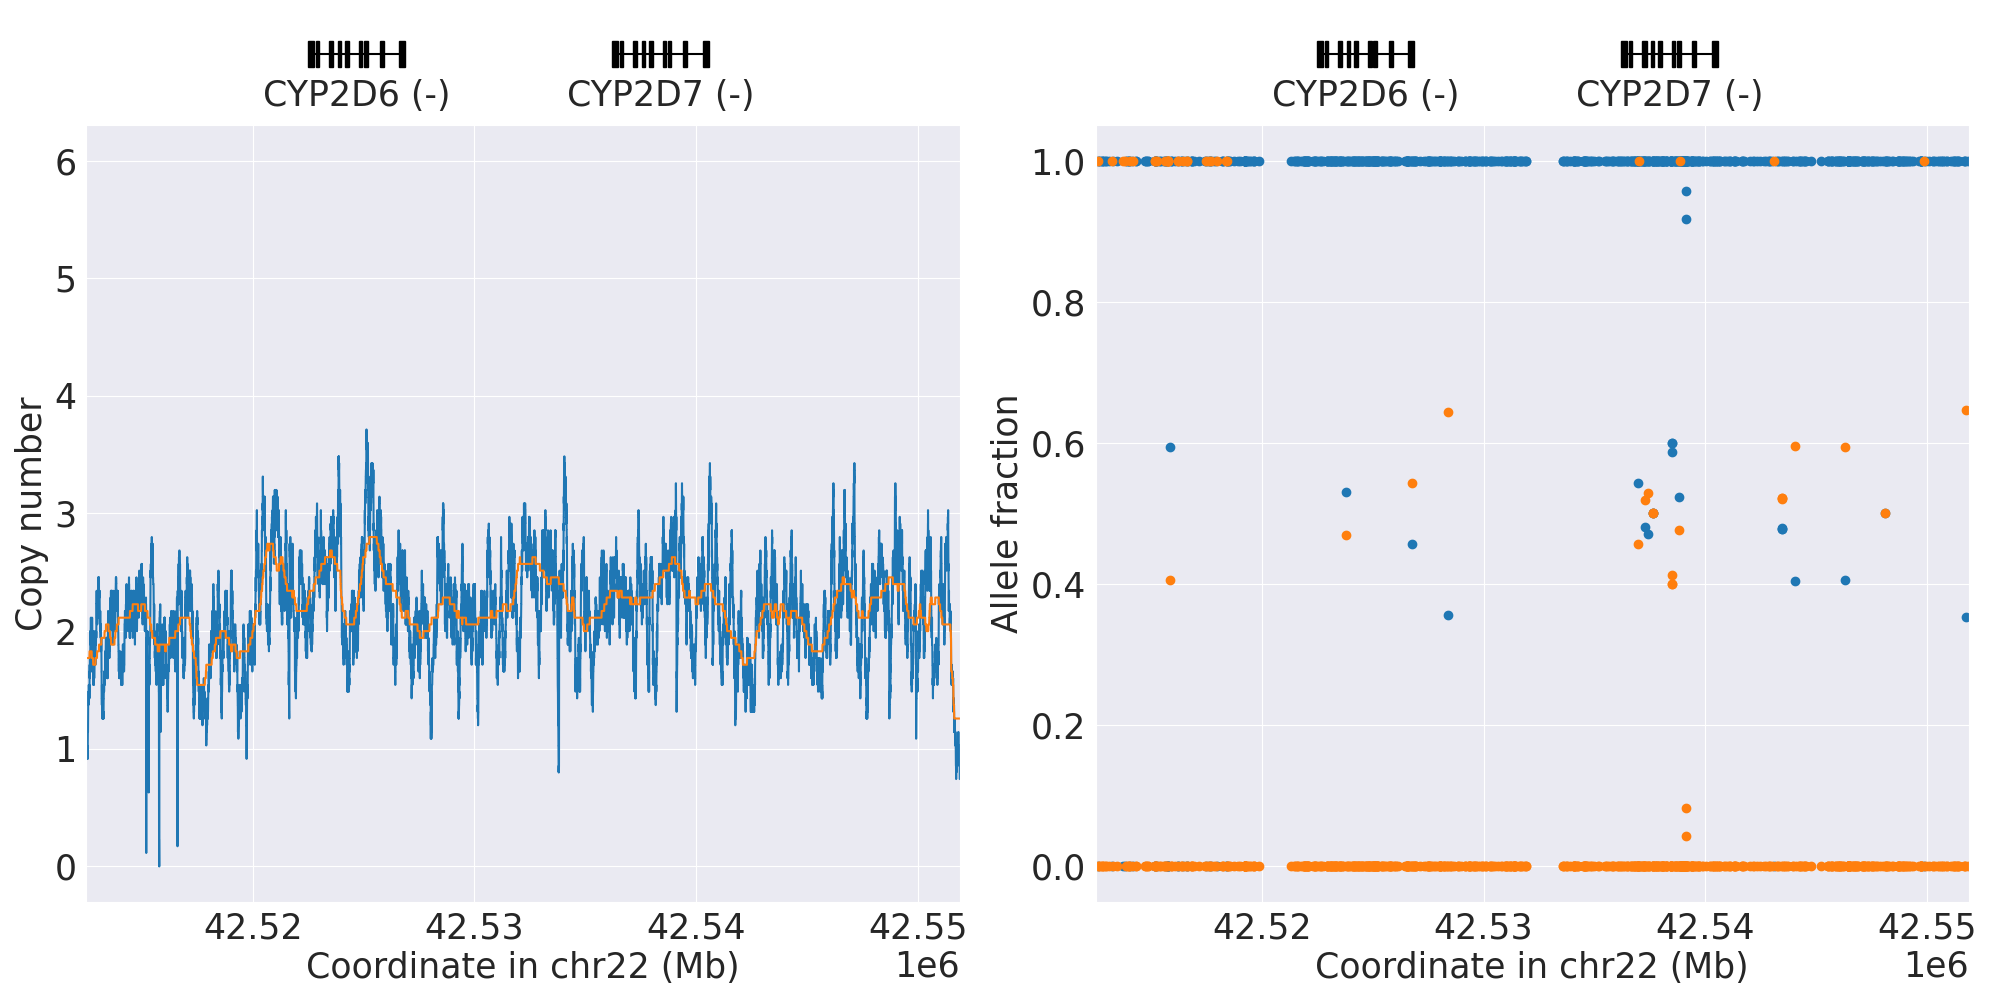 CYP2D6 (-) CYP2D7 (-)
6
5
4
3
2
1
0
Copy number
42.52 42.53 42.54 42.55
Coordinate in chr22 (Mb)
1e6
CYP2D6 (-) CYP2D7 (-)
1.0
0.8
0.6
0.4
0.2
0.0
Allele fraction
42.52 42.53 42.54 42.55
Coordinate in chr22 (Mb)
1e6